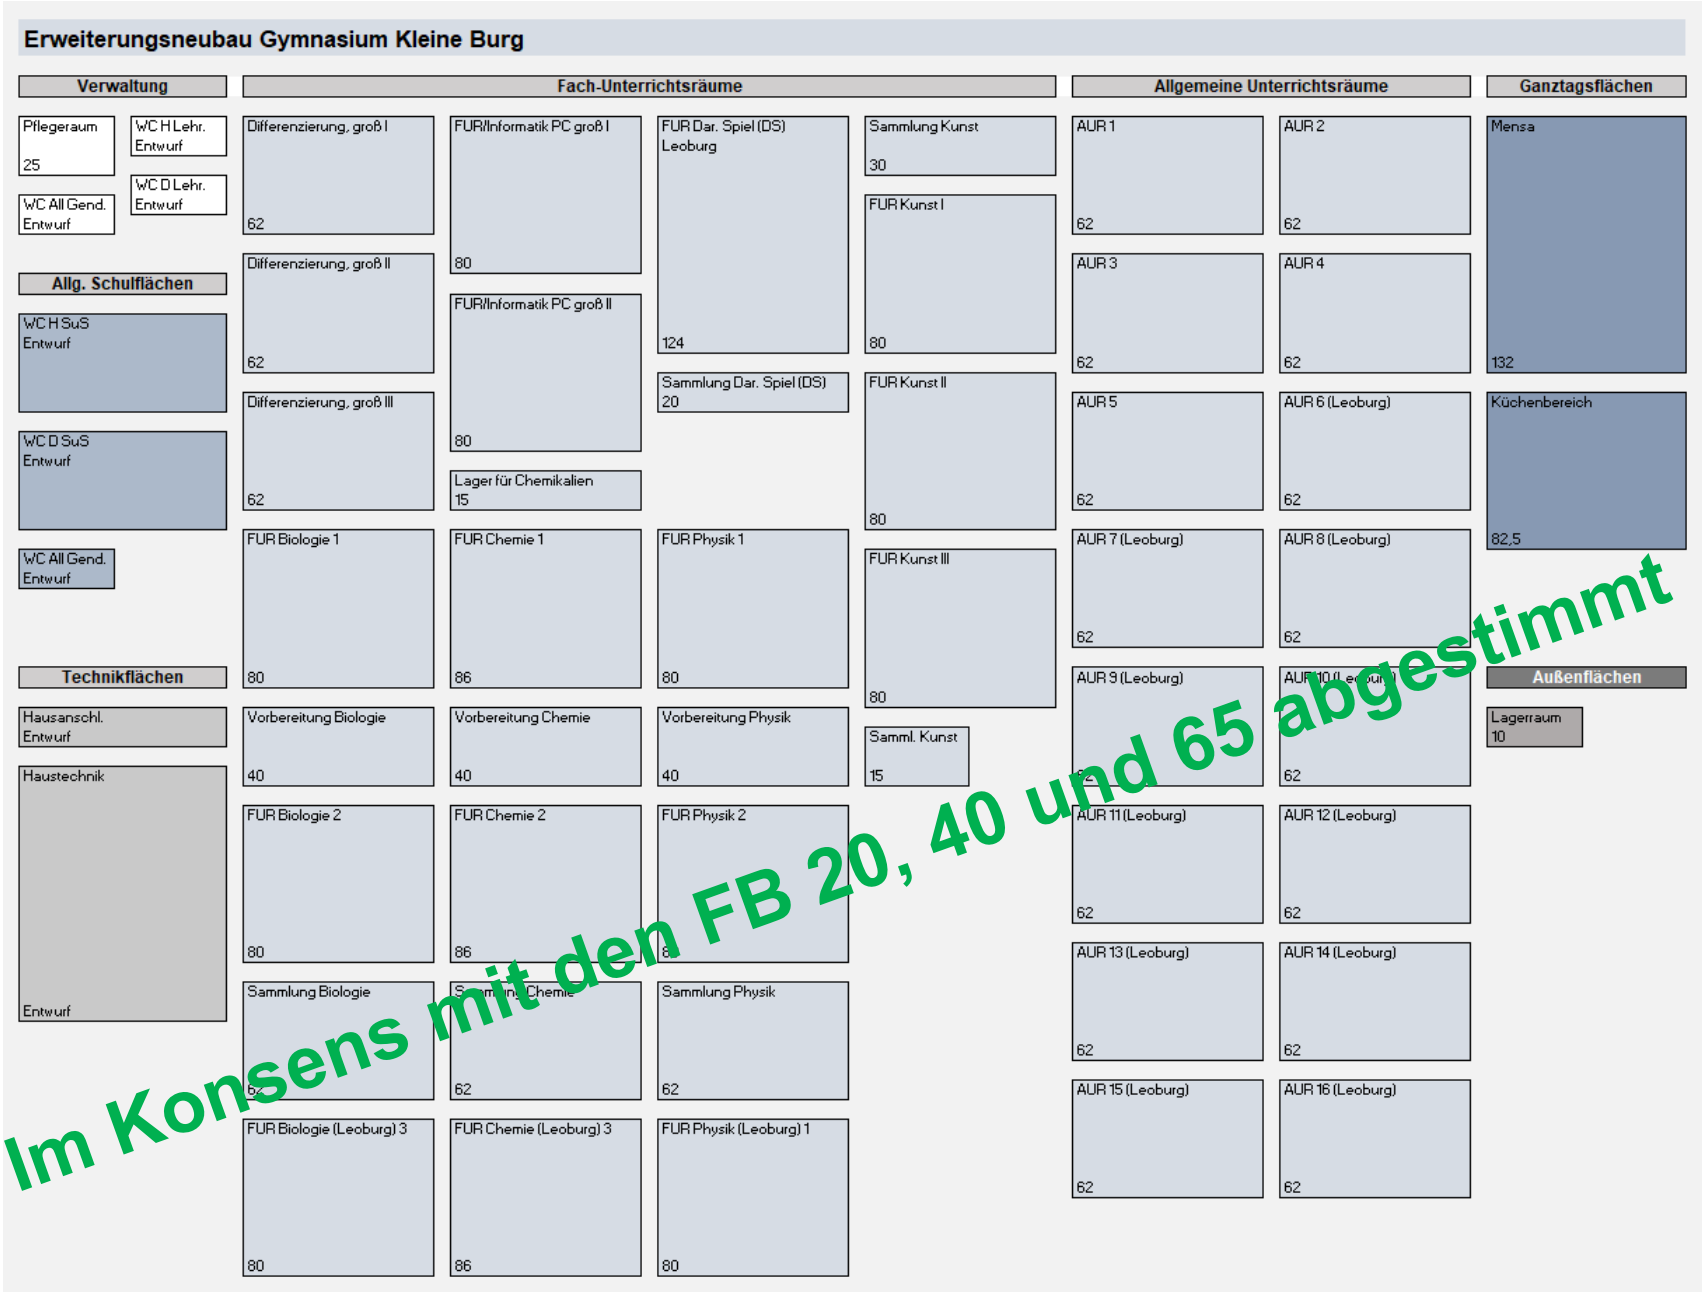 Erweiterungsneubau Gymnasium Kleine Burg
Verwaltung
Pflegeraum
25
WC H Lehr.
Entwurf
WC D Lehr.
Entwurf
WC All Gend.
Entwurf
Allg. Schulflächen
WC H SuS
Entwurf
WC D SuS
Entwurf
WC All Gend.
Entwurf
Technikflächen
Hausanschl.
Entwurf
Haustechnik
Entwurf
Fach-Unterrichtsräume
Differenzierung, groß I
62
Differenzierung, groß II
62
Differenzierung, groß III
62
FUR Biologie 1
80
Vorbereitung Biologie
40
FUR Biologie 2
80
Sammlung Biologie
62
FUR Biologie (Leoburg) 3
80
FUR/Informatik PC groß I
80
FUR/Informatik PC groß II
80
Lager für Chemikalien
15
FUR Chemie 1
86
Vorbereitung Chemie
40
FUR Chemie 2
86
Sammlung Chemie
62
FUR Chemie (Leoburg) 3
86
FUR Dar. Spiel (DS)
Leoburg
124
Sammlung Dar. Spiel (DS)
20
FUR Physik 1
80
Vorbereitung Physik
40
FUR Physik 2
Sammlung Physik
62
FUR Physik (Leoburg) 1
80
Sammlung Kunst
30
FUR Kunst I
80
FUR Kunst II
80
FUR Kunst III
80
Samml. Kunst
15
Allgemeine Unterrichtsräume
AUR 1
62
AUR 2
62
AUR 3
62
AUR 4
62
AUR 5
62
AUR 6 (Leoburg)
62
AUR 7 (Leoburg)
62
AUR 8 (Leoburg)
62
AUR 9 (Leoburg)
62
AUR 10 (Leoburg)
62
AUR 11 (Leoburg)
62
AUR 12 (Leoburg)
62
AUR 13 (Leoburg)
62
AUR 14 (Leoburg)
62
AUR 15 (Leoburg)
62
AUR 16 (Leoburg)
62
Ganztagsflächen
Mensa
132
Küchenbereich
82,5
Außenflächen
Lagerraum
10
Im Konsens mit den FB 20, 40 und 65 abgestimmt